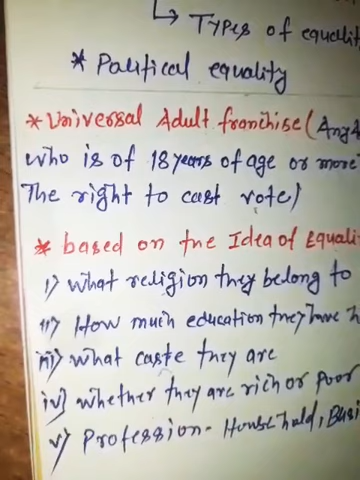 ↳ Types of equalit
* Political equality
* Universal Adult franchise (Any
who is of 18 years of age or more
The right to cast vote)
* based on the Idea of Equali
i) what religion they belong to
ii) How much education they have h
iii) what caste they are
iv) whether they are rich or poor
v) Profession - Household, Busi